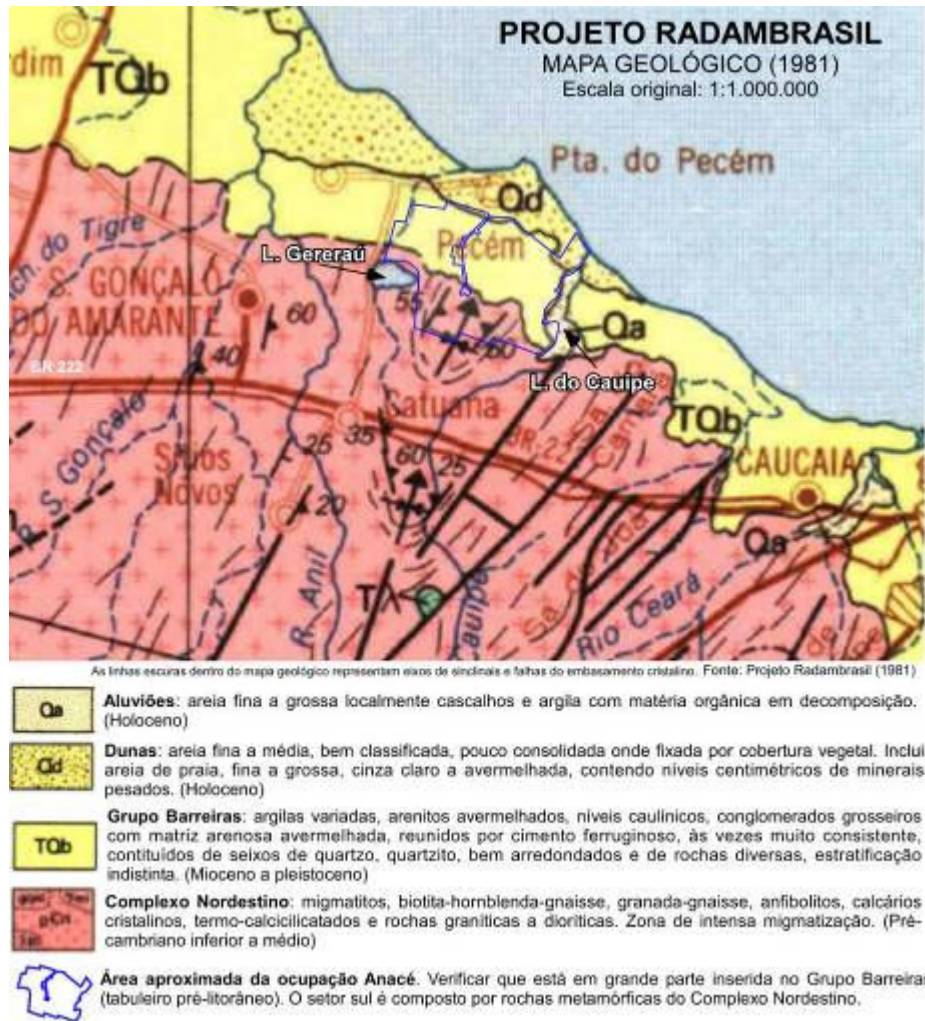 PROJETO RADAMBRASIL
MAPA GEOLÓGICO (1981)
Escala original: 1:1.000.000
TQb
Pta. do Pecém
Qd
Pecém
L. Gereraú
S. GONÇALO
DO AMARANTE
60
55
40
60
Qa
L. do Cauipe
BR 222
Satuana
TQb
CAUCAIA
R. S. Gonçalo
Sítios
Novos
25
35
60
25
20
Qa
R. Anil
Cauipe
Rio Ceará
As linhas escuras dentro do mapa geológico representam eixos de sinclinais e falhas do embasamento cristalino. Fonte: Projeto Radambrasil (1981)
Qa
Aluviões: areia fina a grossa localmente cascalhos e argila com matéria orgânica em decomposição.
(Holoceno)
Qd
Dunas: areia fina a média, bem classificada, pouco consolidada onde fixada por cobertura vegetal. Inclui
areia de praia, fina a grossa, cinza claro a avermelhada, contendo níveis centimétricos de minerais
pesados. (Holoceno)
TQb
Grupo Barreiras: argilas variadas, arenitos avermelhados, níveis caulínicos, conglomerados grosseiros
com matriz arenosa avermelhada, reunidos por cimento ferruginoso, às vezes muito consistente,
contituídos de seixos de quartzo, quartzito, bem arredondados e de rochas diversas, estratificação
indistinta. (Mioceno a pleistoceno)
Complexo Nordestino: migmatitos, biotita-hornblenda-gnaisse, granada-gnaisse, anfibolitos, calcários
cristalinos, termo-calcicilicatados e rochas graníticas a dioríticas. Zona de intensa migmatização. (Pré-
cambriano inferior a médio)
Área aproximada da ocupação Anacé. Verificar que está em grande parte inserida no Grupo Barreira
(tabuleiro pré-litorâneo). O setor sul é composto por rochas metamórficas do Complexo Nordestino.